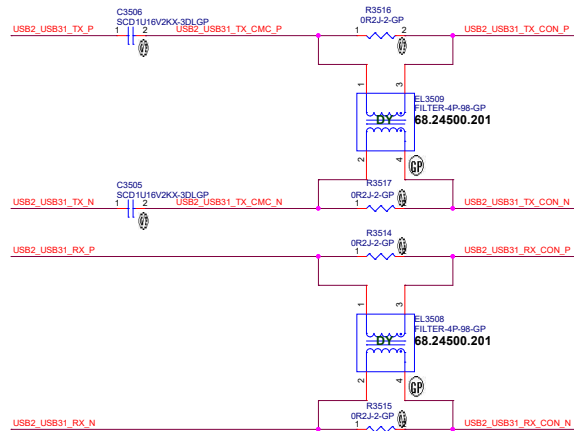 C3506
SCD1U16V2KX-3DLGP
R3516
0R2J-2-GP
USB2_USB31_TX_P
1
2
USB2_USB31_TX_CMC_P
1
2
USB2_USB31_TX_CON_P
1
3
EL3509
FILTER-4P-98-GP
DY
68.24500.201
2
4
GP
C3505
SCD1U16V2KX-3DLGP
R3517
0R2J-2-GP
USB2_USB31_TX_N
1
2
USB2_USB31_TX_CMC_N
1
USB2_USB31_TX_CON_N
R3514
0R2J-2-GP
USB2_USB31_RX_P
1
USB2_USB31_RX_CON_P
1
3
EL3508
FILTER-4P-98-GP
DY
68.24500.201
2
4
GP
R3515
0R2J-2-GP
USB2_USB31_RX_N
1
USB2_USB31_RX_CON_N